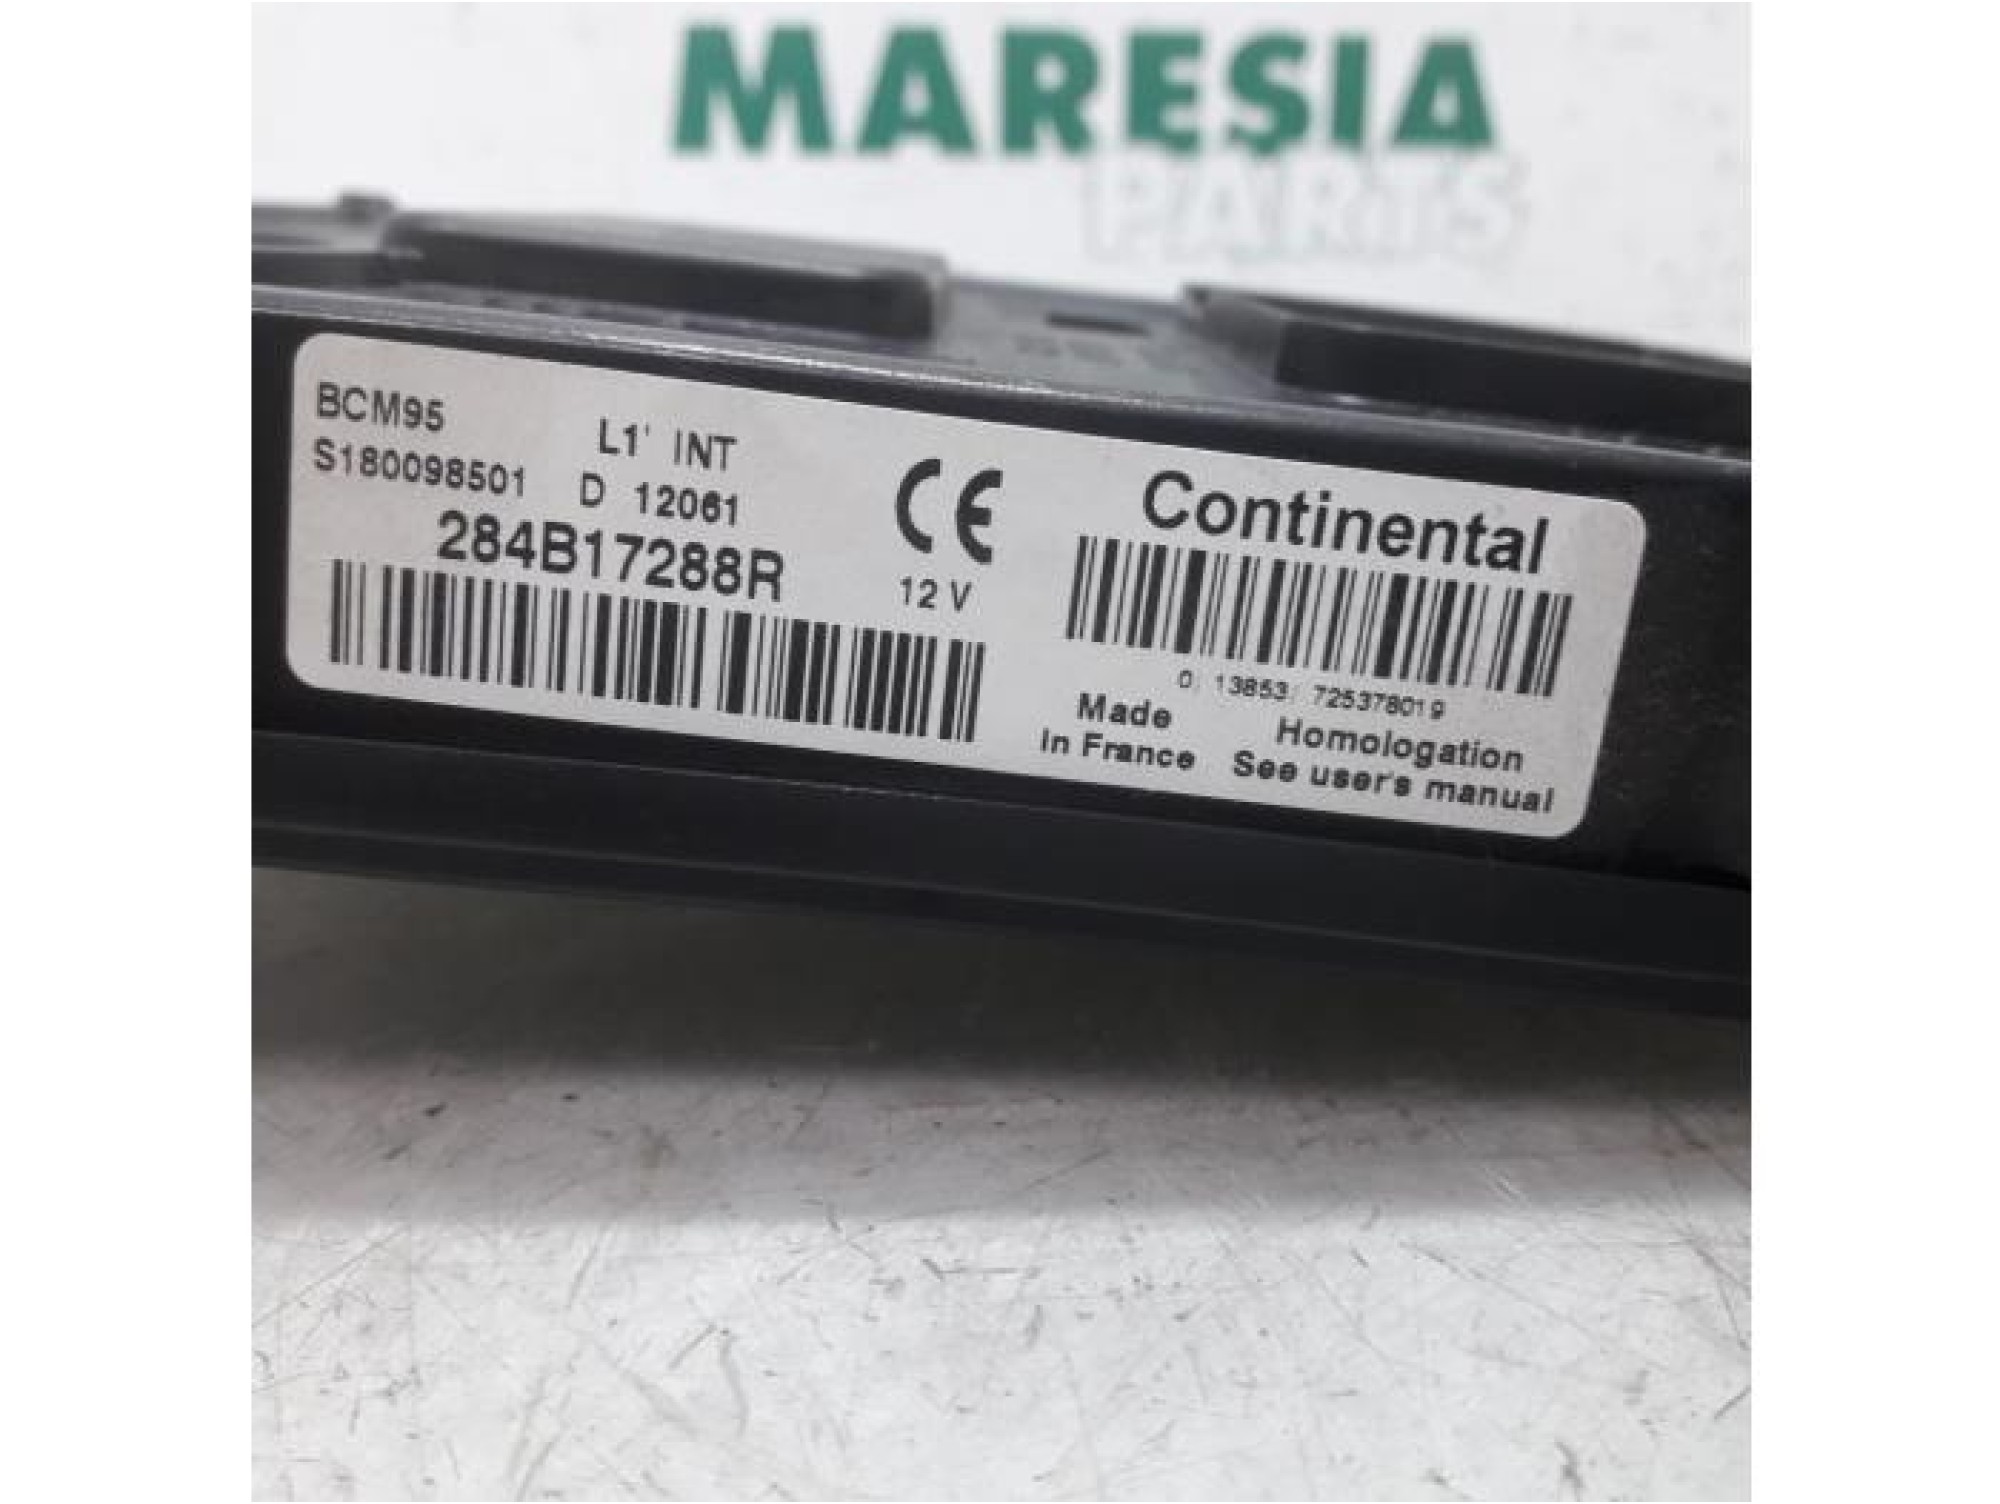 MARESIA
PARTS
BCM95
L1' INT
S180098501 D 12061
284B17288R
CE
12 V
Continental
0 13853 725378019
Made
in France
Homologation
See user's manual